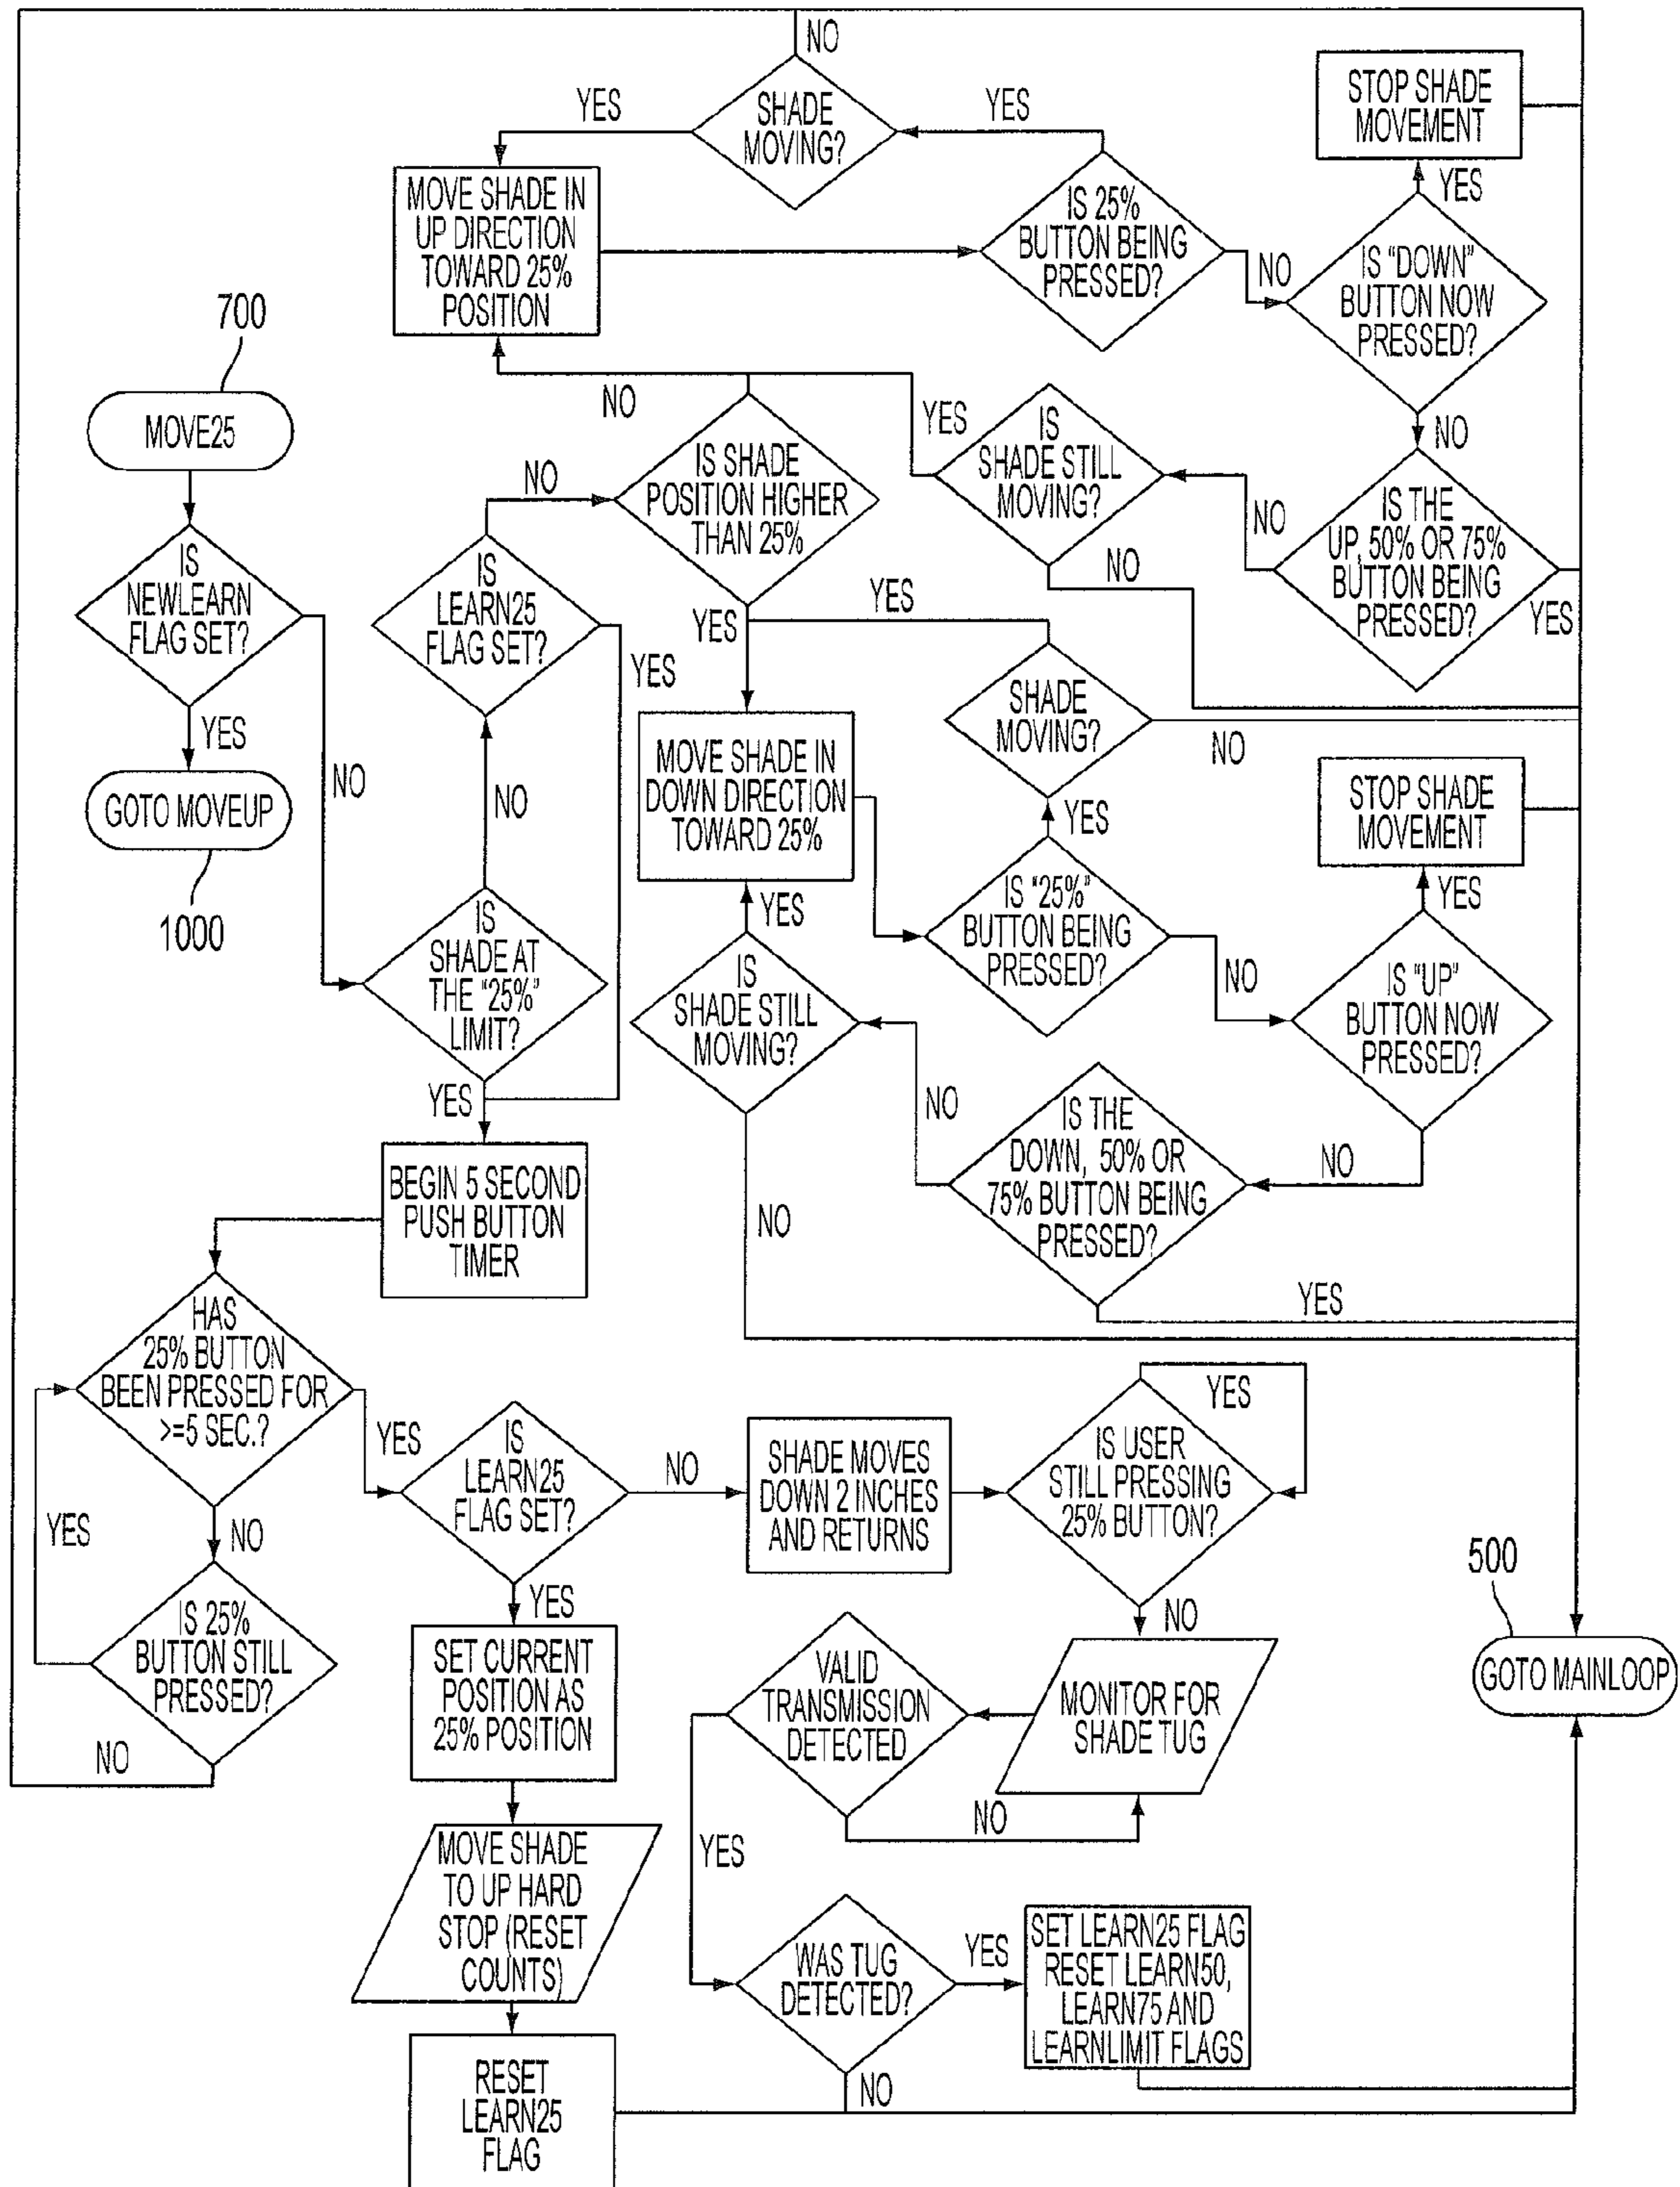 NO
SHADE
MOVING?
YES
YES
STOP SHADE
MOVEMENT
YES
MOVE SHADE IN
UP DIRECTION
TOWARD 25%
POSITION
IS 25%
BUTTON BEING
PRESSED?
NO
IS "DOWN"
BUTTON NOW
PRESSED?
NO
700
MOVE25
IS
NEWLEARN
FLAG SET?
YES
GOTO MOVEUP
1000
NO
NO
IS SHADE
POSITION HIGHER
THAN 25%
YES
NO
IS
LEARN25
FLAG SET?
YES
NO
IS
SHADE AT
THE "25%"
LIMIT?
YES
YES
IS
SHADE STILL
MOVING?
NO
NO
IS THE
UP, 50% OR 75%
BUTTON BEING
PRESSED?
YES
YES
SHADE
MOVING?
NO
MOVE SHADE IN
DOWN DIRECTION
TOWARD 25%
YES
IS "25%"
BUTTON BEING
PRESSED?
NO
STOP SHADE
MOVEMENT
YES
IS "UP"
BUTTON NOW
PRESSED?
NO
YES
IS
SHADE STILL
MOVING?
NO
NO
IS THE
DOWN, 50% OR
75% BUTTON BEING
PRESSED?
YES
BEGIN 5 SECOND
PUSH BUTTON
TIMER
HAS
25% BUTTON
BEEN PRESSED FOR
>=5 SEC.?
YES
NO
YES
IS 25%
BUTTON STILL
PRESSED?
NO
IS
LEARN25
FLAG SET?
NO
YES
SHADE MOVES
DOWN 2 INCHES
AND RETURNS
YES
IS USER
STILL PRESSING
25% BUTTON?
NO
500
GOTO MAINLOOP
SET CURRENT
POSITION AS
25% POSITION
VALID
TRANSMISSION
DETECTED
MONITOR FOR
SHADE TUG
NO
YES
MOVE SHADE
TO UP HARD
STOP (RESET
COUNTS)
WAS TUG
DETECTED?
YES
NO
SET LEARN25 FLAG
RESET LEARN50,
LEARN75 AND
LEARNLIMIT FLAGS
RESET
LEARN25
FLAG